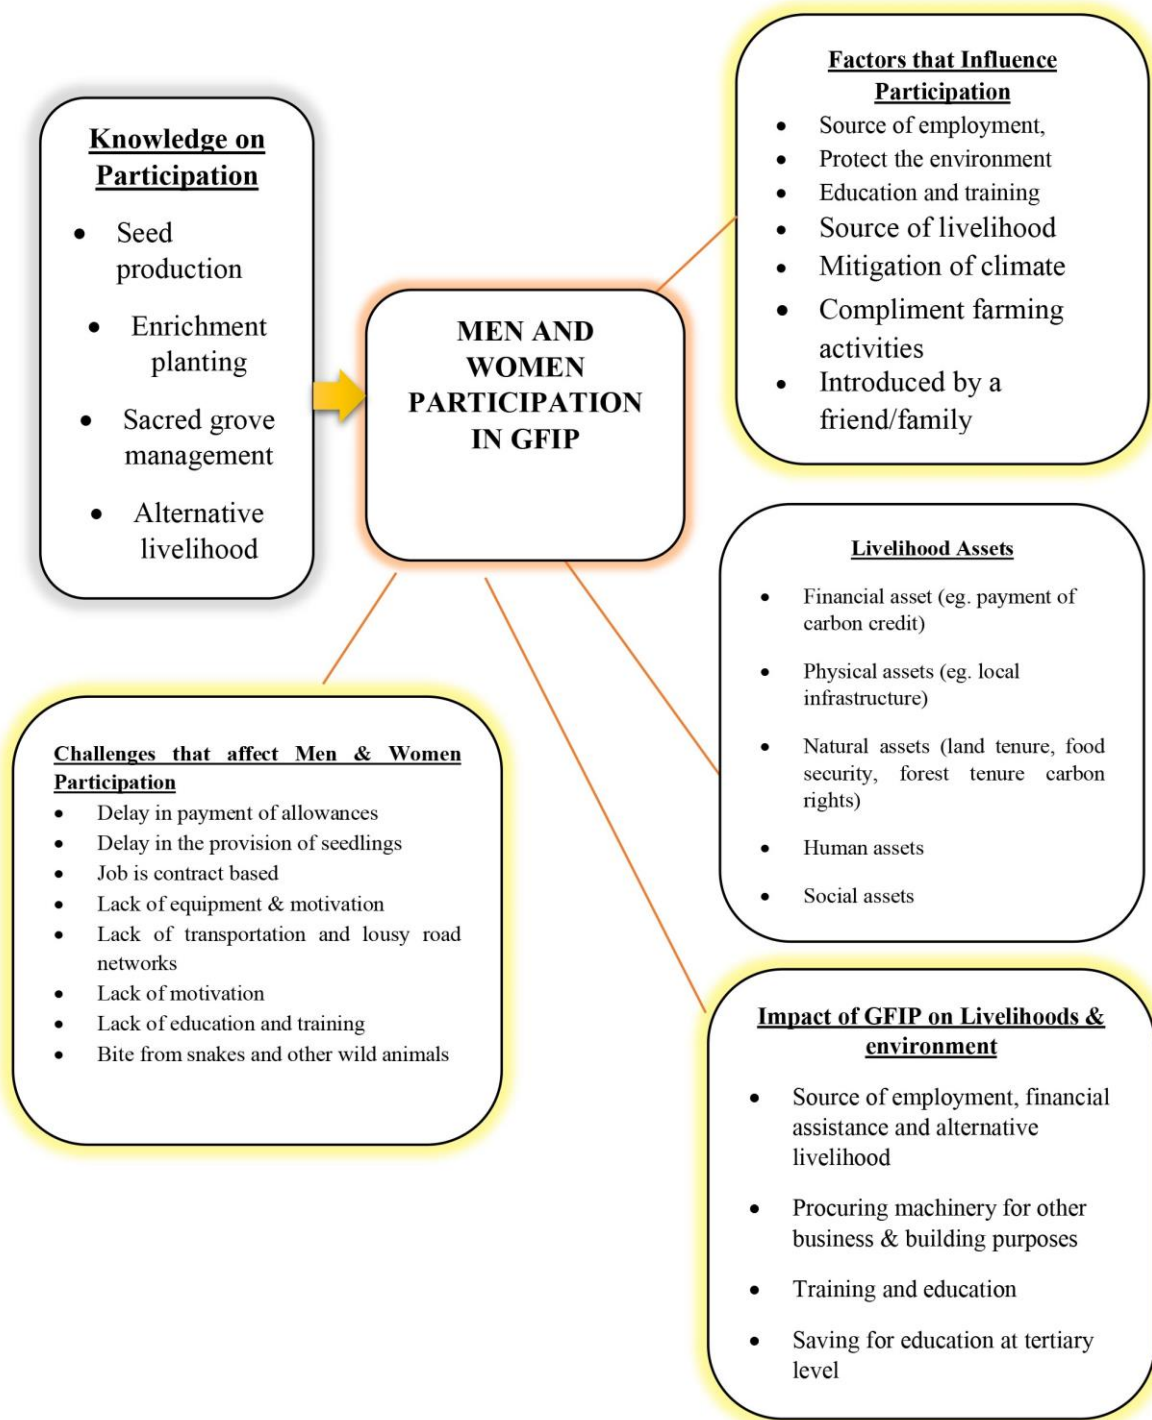 Knowledge on
Participation
• Seed
production
• Enrichment
planting
• Sacred grove
management
• Alternative
livelihood
MEN AND
WOMEN
PARTICIPATION
IN GFIP
Factors that Influence
Participation
• Source of employment,
• Protect the environment
• Education and training
• Source of livelihood
• Mitigation of climate
• Compliment farming
activities
• Introduced by a
friend/family
Livelihood Assets
• Financial asset (eg. payment of
carbon credit)
• Physical assets (eg. local
infrastructure)
• Natural assets (land tenure, food
security, forest tenure carbon
rights)
• Human assets
• Social assets
Challenges that affect Men & Women
Participation
• Delay in payment of allowances
• Delay in the provision of seedlings
• Job is contract based
• Lack of equipment & motivation
• Lack of transportation and lousy road
networks
• Lack of motivation
• Lack of education and training
• Bite from snakes and other wild animals
Impact of GFIP on Livelihoods &
environment
• Source of employment, financial
assistance and alternative
livelihood
• Procuring machinery for other
business & building purposes
• Training and education
• Saving for education at tertiary
level